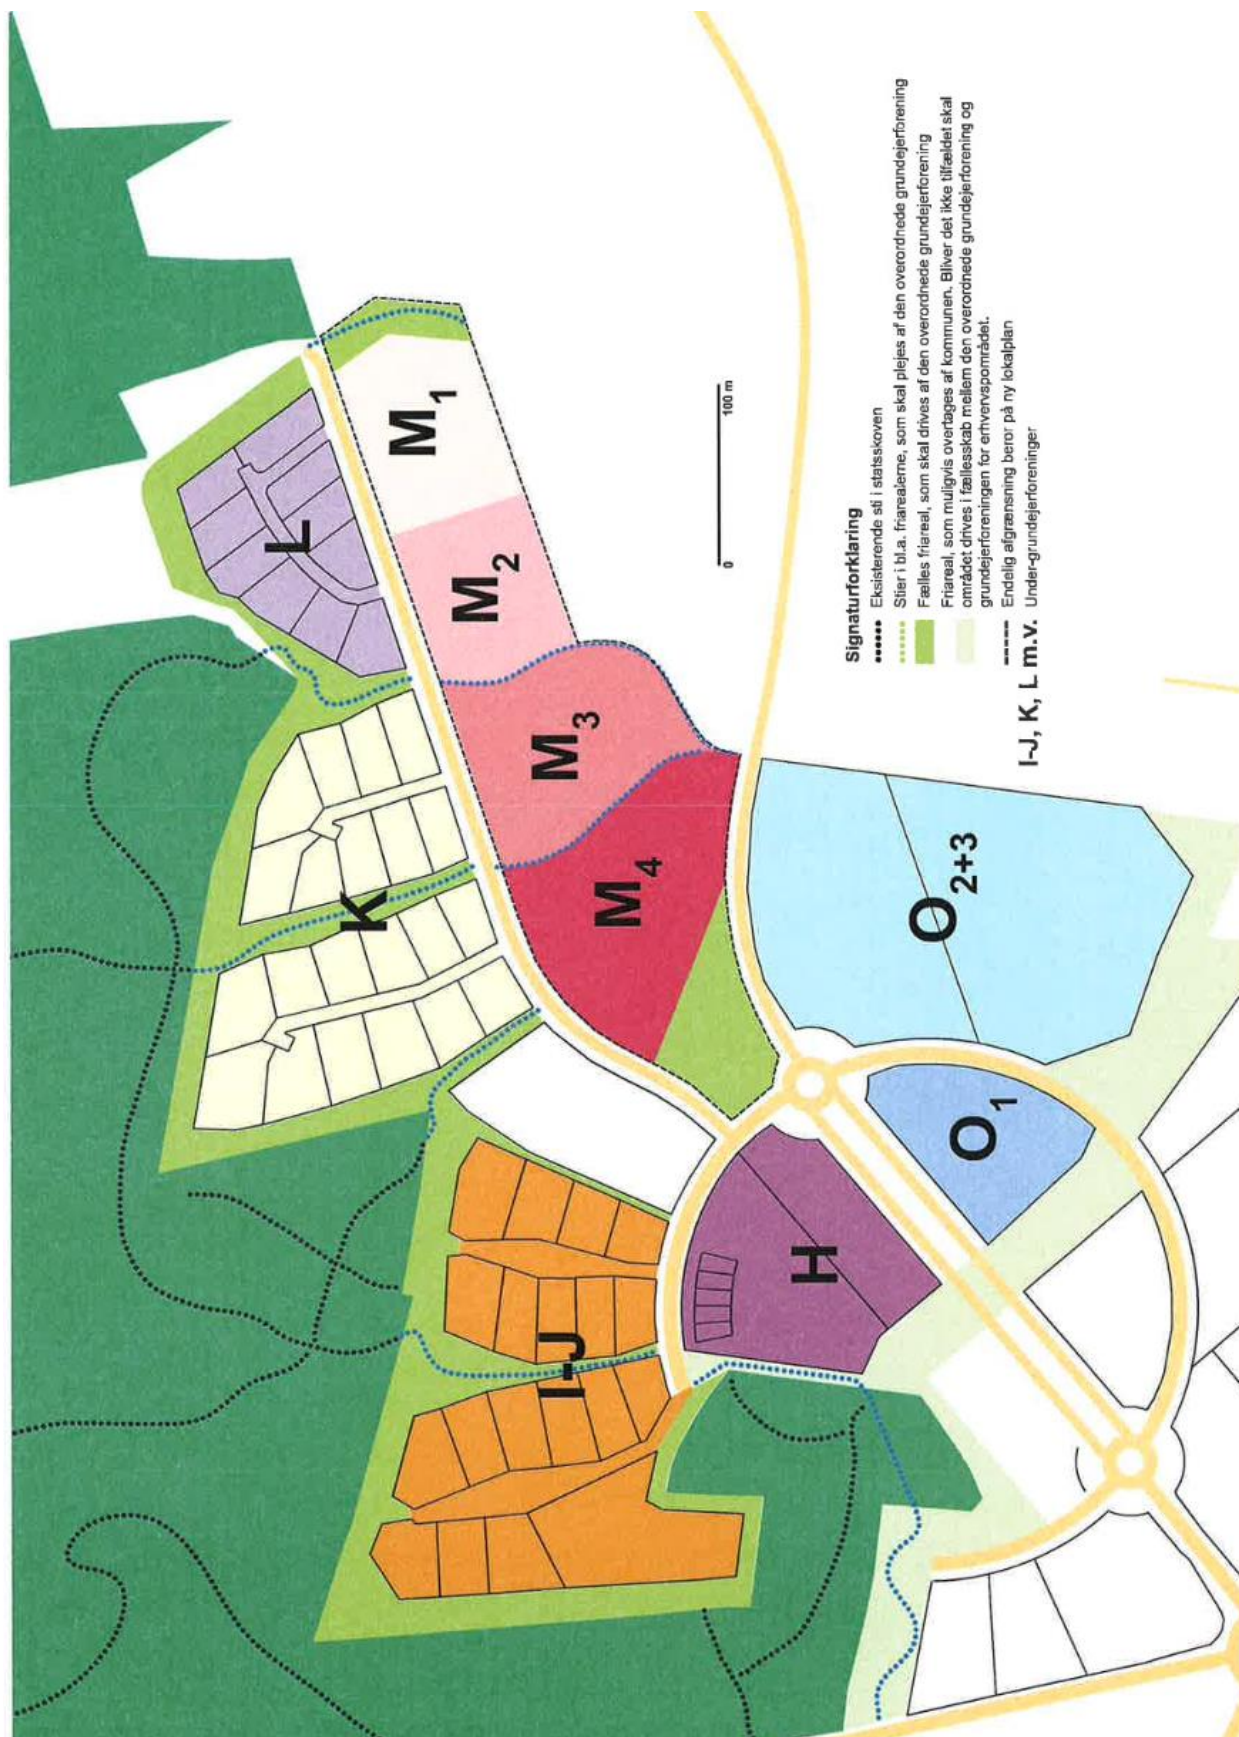 L
K
I-J
M1
M2
M3
M4
H
O1
O2+3
0
100 m
Signaturforklaring
Eksisterende sti i statsskoven
Stier i bl.a. friarealerne, som skal plejes af den overordnede grundejerforening
Fælles friareal, som skal drives af den overordnede grundejerforening
Friareal, som muligvis overtages af kommunen. Bliver det ikke tilfældet skal
området drives i fællesskab mellem den overordnede grundejerforening og
grundejerforeningen for erhvervspområdet.
Endelig afgrænsning beror på ny lokalplan
I-J, K, L m.v. Under-grundejerforeninger